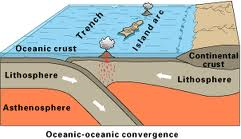 Trench
Island arc
Oceanic crust
Continental
crust
Lithosphere
Lithosphere
Asthenosphere
Oceanic-oceanic convergence